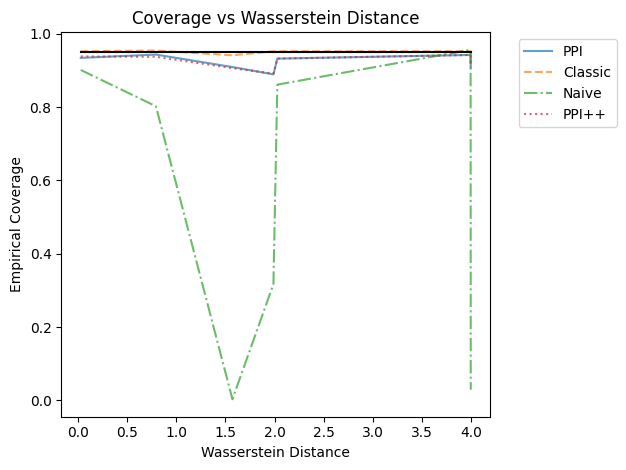 Coverage vs Wasserstein Distance
1.0
0.8
0.6
0.4
0.2
0.0
Empirical Coverage
0.0 0.5 1.0 1.5 2.0 2.5 3.0 3.5 4.0
Wasserstein Distance
PPI
Classic
Naive
PPI++